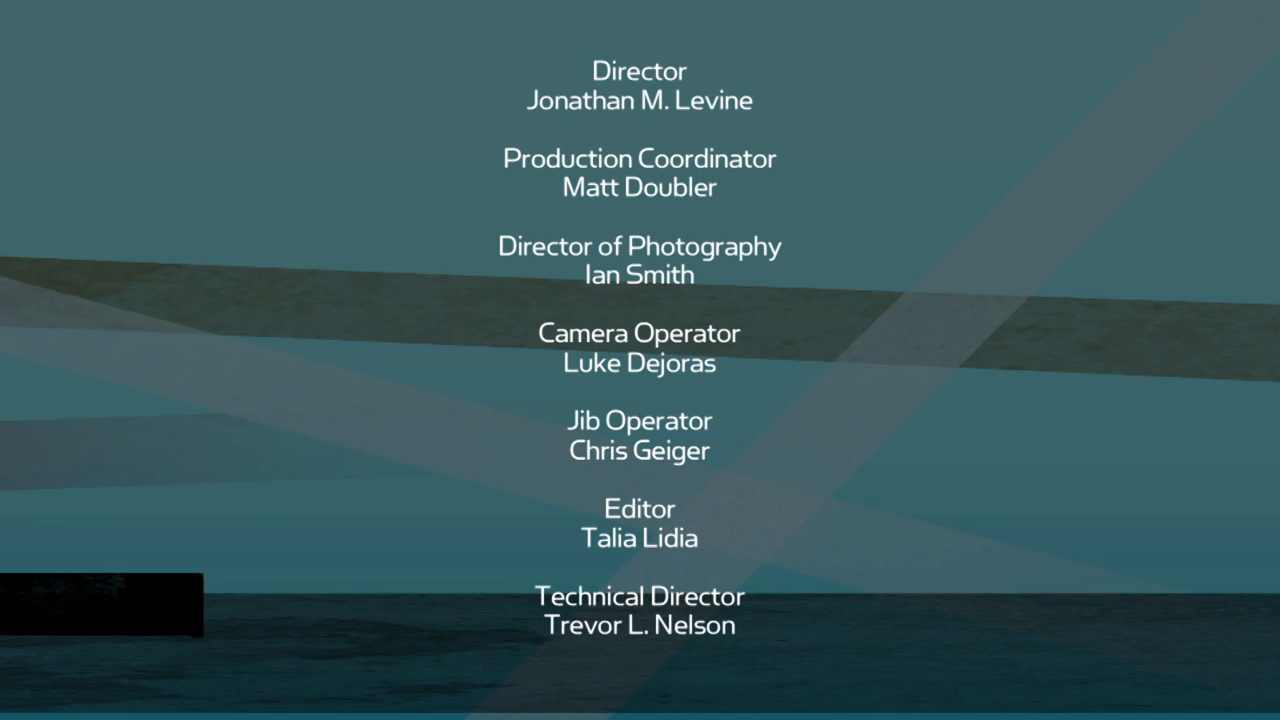 Director
Jonathan M. Levine
Production Coordinator
Matt Doubler
Director of Photography
Ian Smith
Camera Operator
Luke Dejoras
Jib Operator
Chris Geiger
Editor
Talia Lidia
Technical Director
Trevor L. Nelson